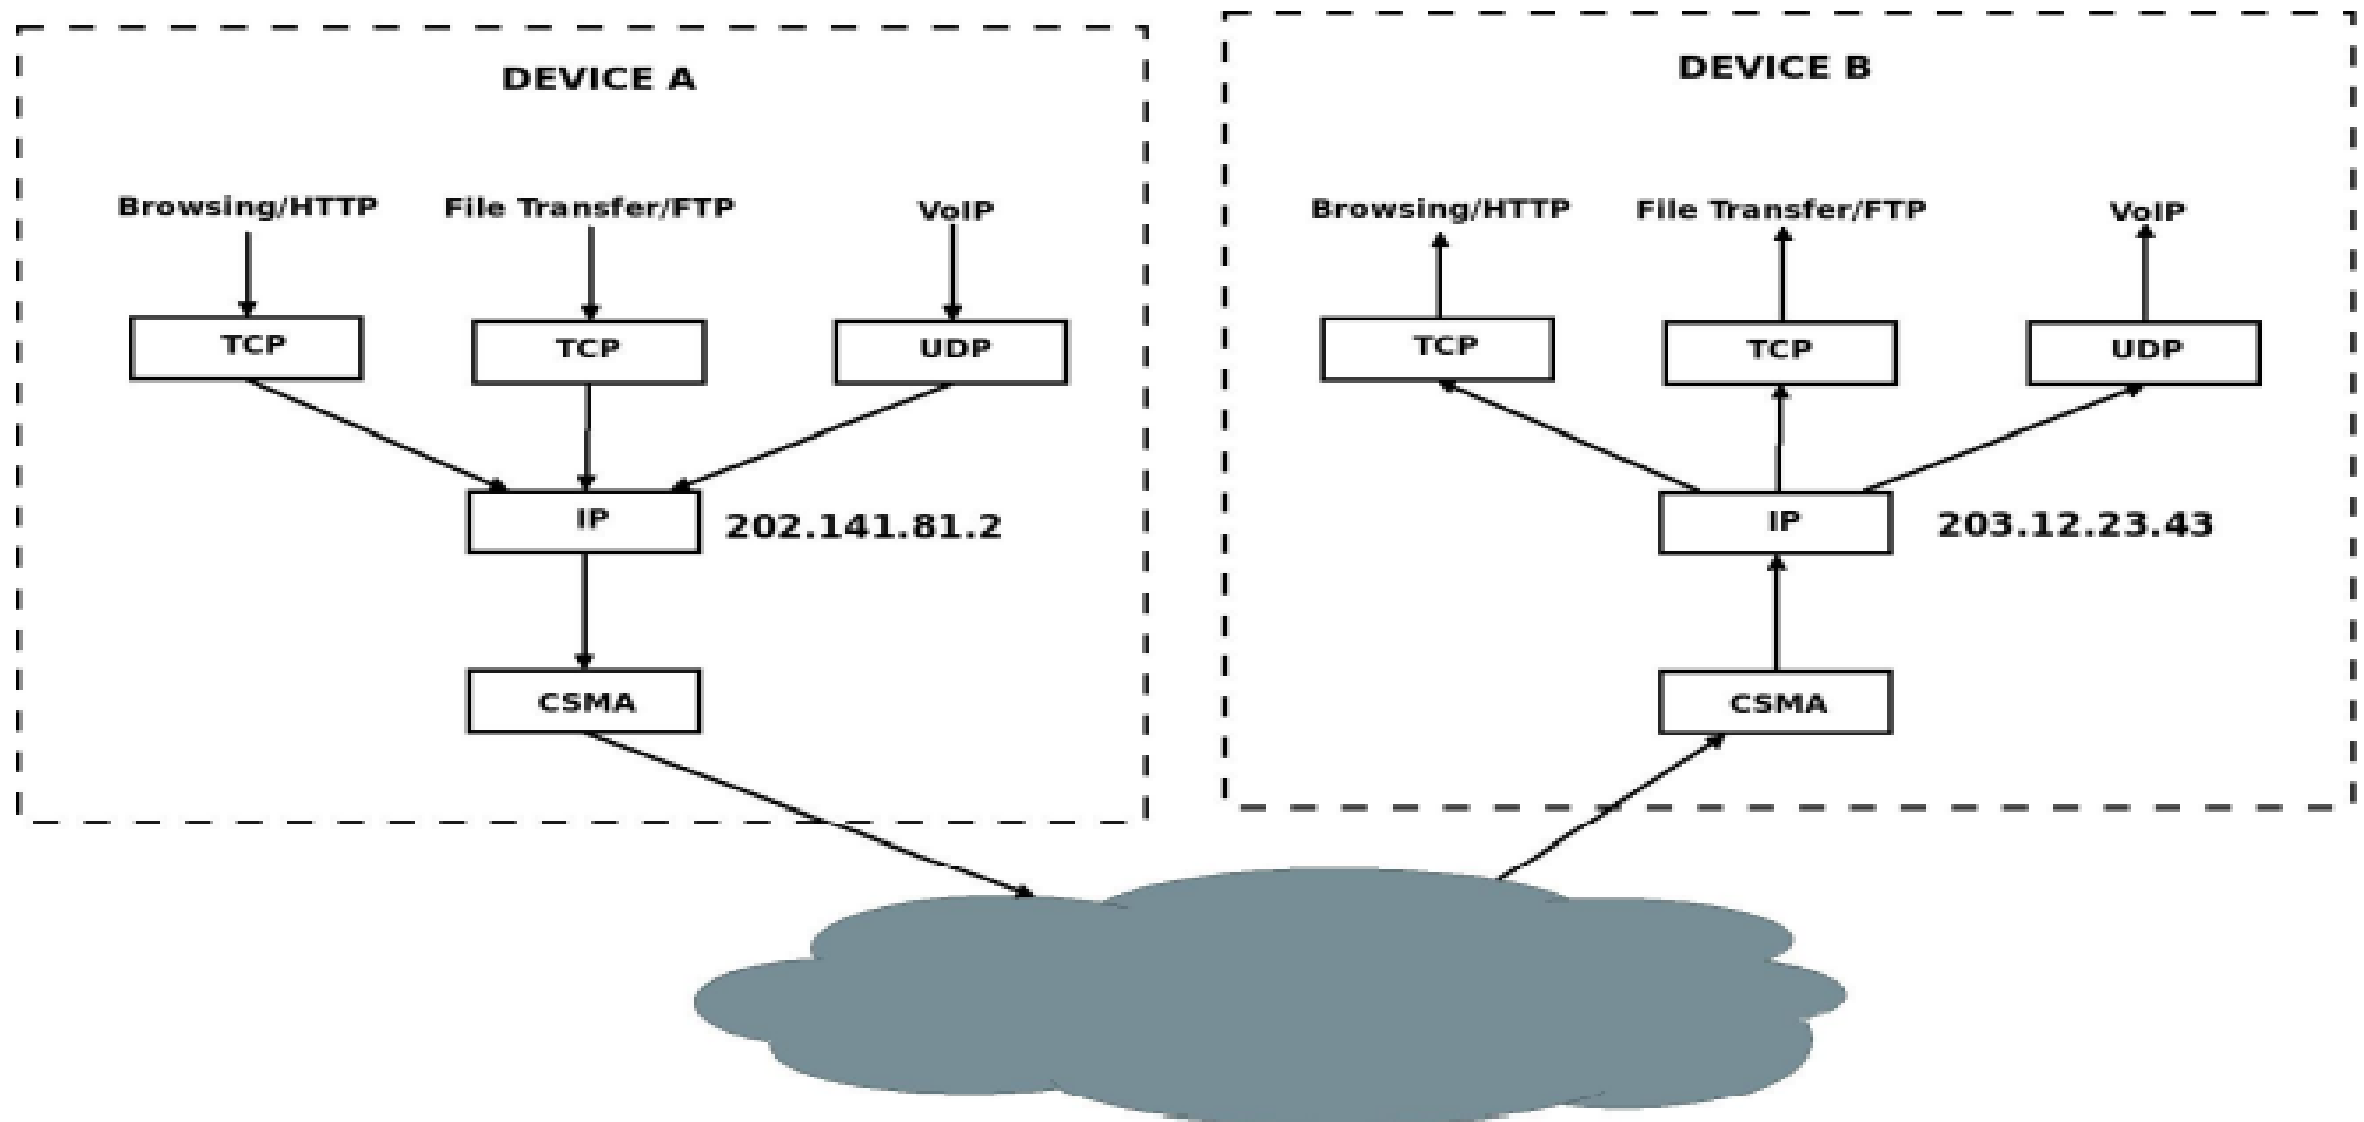 DEVICE A
Browsing/HTTP File Transfer/FTP VoIP
TCP TCP UDP
IP 202.141.81.2
CSMA
DEVICE B
Browsing/HTTP File Transfer/FTP VoIP
TCP TCP UDP
IP 203.12.23.43
CSMA